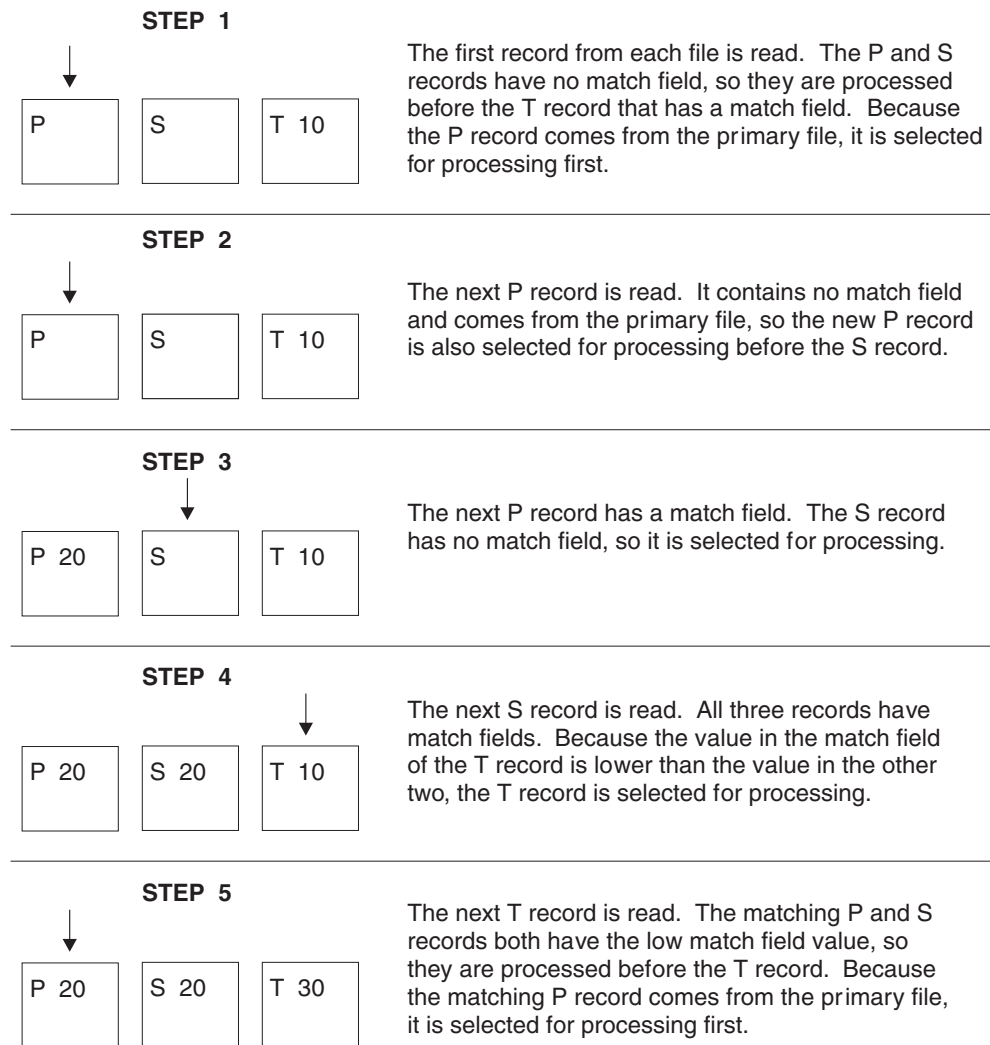 STEP 1
P
S
T 10
The first record from each file is read. The P and S
records have no match field, so they are processed
before the T record that has a match field. Because
the P record comes from the primary file, it is selected
for processing first.
STEP 2
P
S
T 10
The next P record is read. It contains no match field
and comes from the primary file, so the new P record
is also selected for processing before the S record.
STEP 3
P 20
S
T 10
The next P record has a match field. The S record
has no match field, so it is selected for processing.
STEP 4
P 20
S 20
T 10
The next S record is read. All three records have
match fields. Because the value in the match field
of the T record is lower than the value in the other
two, the T record is selected for processing.
STEP 5
P 20
S 20
T 30
The next T record is read. The matching P and S
records both have the low match field value, so
they are processed before the T record. Because
the matching P record comes from the primary file,
it is selected for processing first.